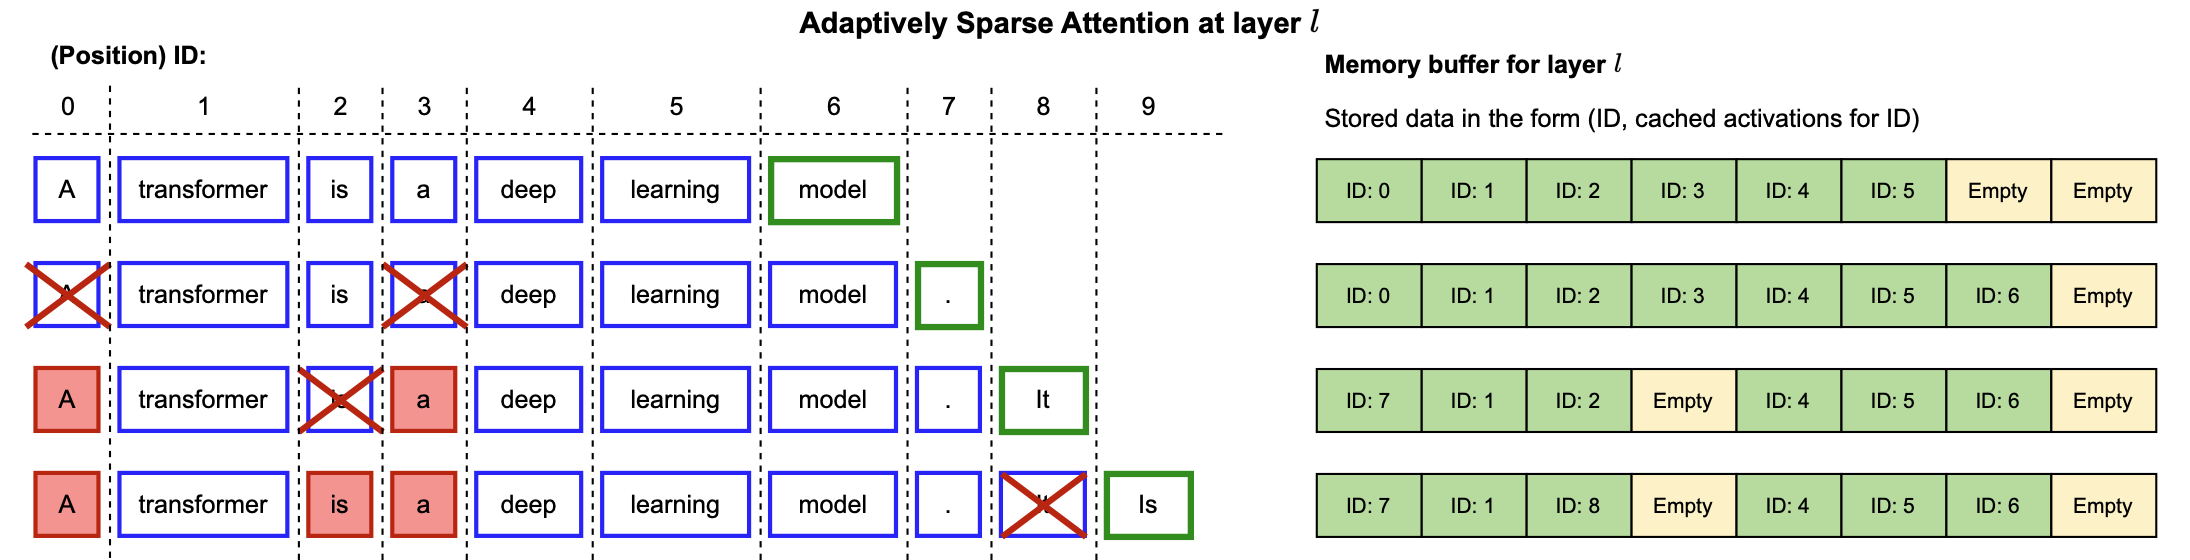 Adaptively Sparse Attention at layer l
(Position) ID:
Memory buffer for layer l
0 1 2 3 4 5 6 7 8 9
Stored data in the form (ID, cached activations for ID)
A transformer is a deep learning model
ID: 0 ID: 1 ID: 2 ID: 3 ID: 4 ID: 5 Empty Empty
transformer is deep learning model .
ID: 0 ID: 1 ID: 2 ID: 3 ID: 4 ID: 5 ID: 6 Empty
A transformer a deep learning model . It
ID: 7 ID: 1 ID: 2 Empty ID: 4 ID: 5 ID: 6 Empty
A transformer is a deep learning model . Is
ID: 7 ID: 1 ID: 8 Empty ID: 4 ID: 5 ID: 6 Empty